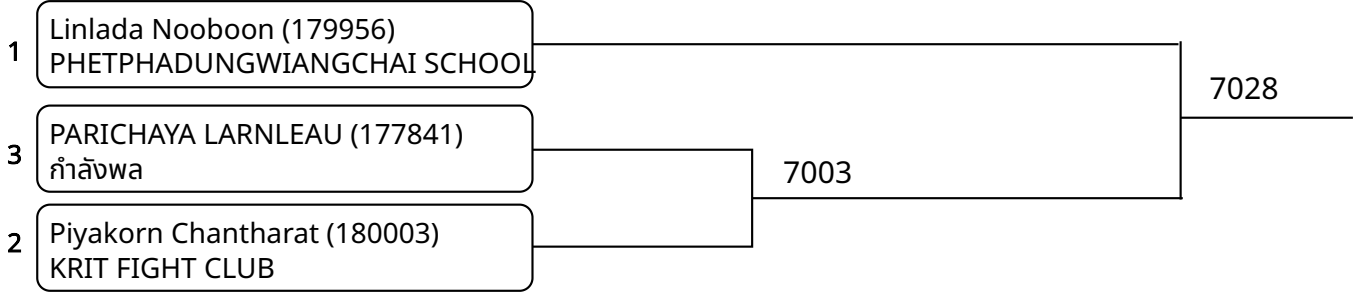 1
Linlada Nooboon (179956)
PHETPHADUNGWIANGCHAI SCHOOL
3
PARICHAYA LARNLEAU (177841)
กำลังพล
2
Piyakorn Chantharat (180003)
KRIT FIGHT CLUB
7003
7028